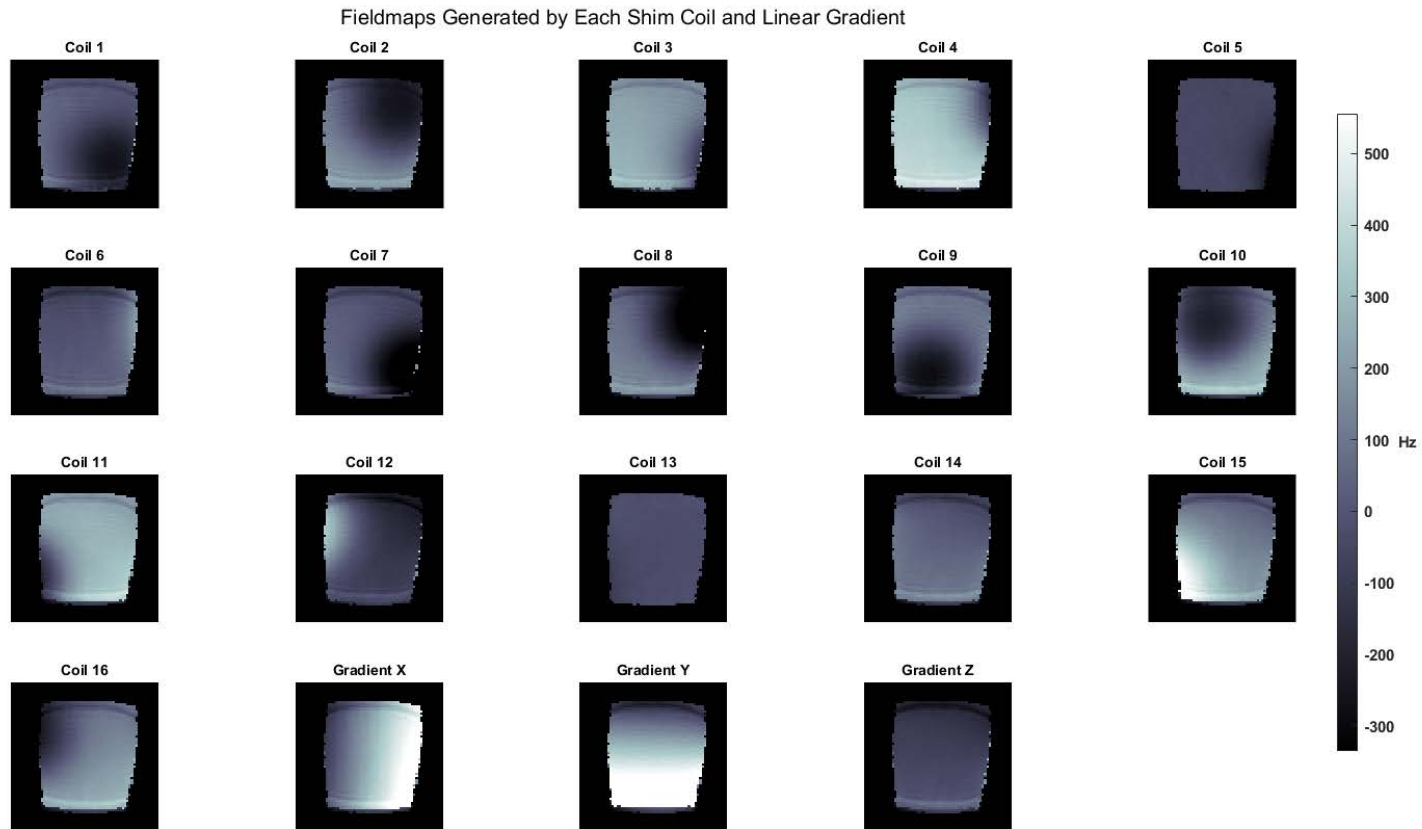 Fieldmaps Generated by Each Shim Coil and Linear Gradient
Coil 1 Coil 2 Coil 3 Coil 4 Coil 5
Coil 6 Coil 7 Coil 8 Coil 9 Coil 10
Coil 11 Coil 12 Coil 13 Coil 14 Coil 15
Coil 16 Gradient X Gradient Y Gradient Z
500
400
300
200
100 Hz
0
-100
-200
-300